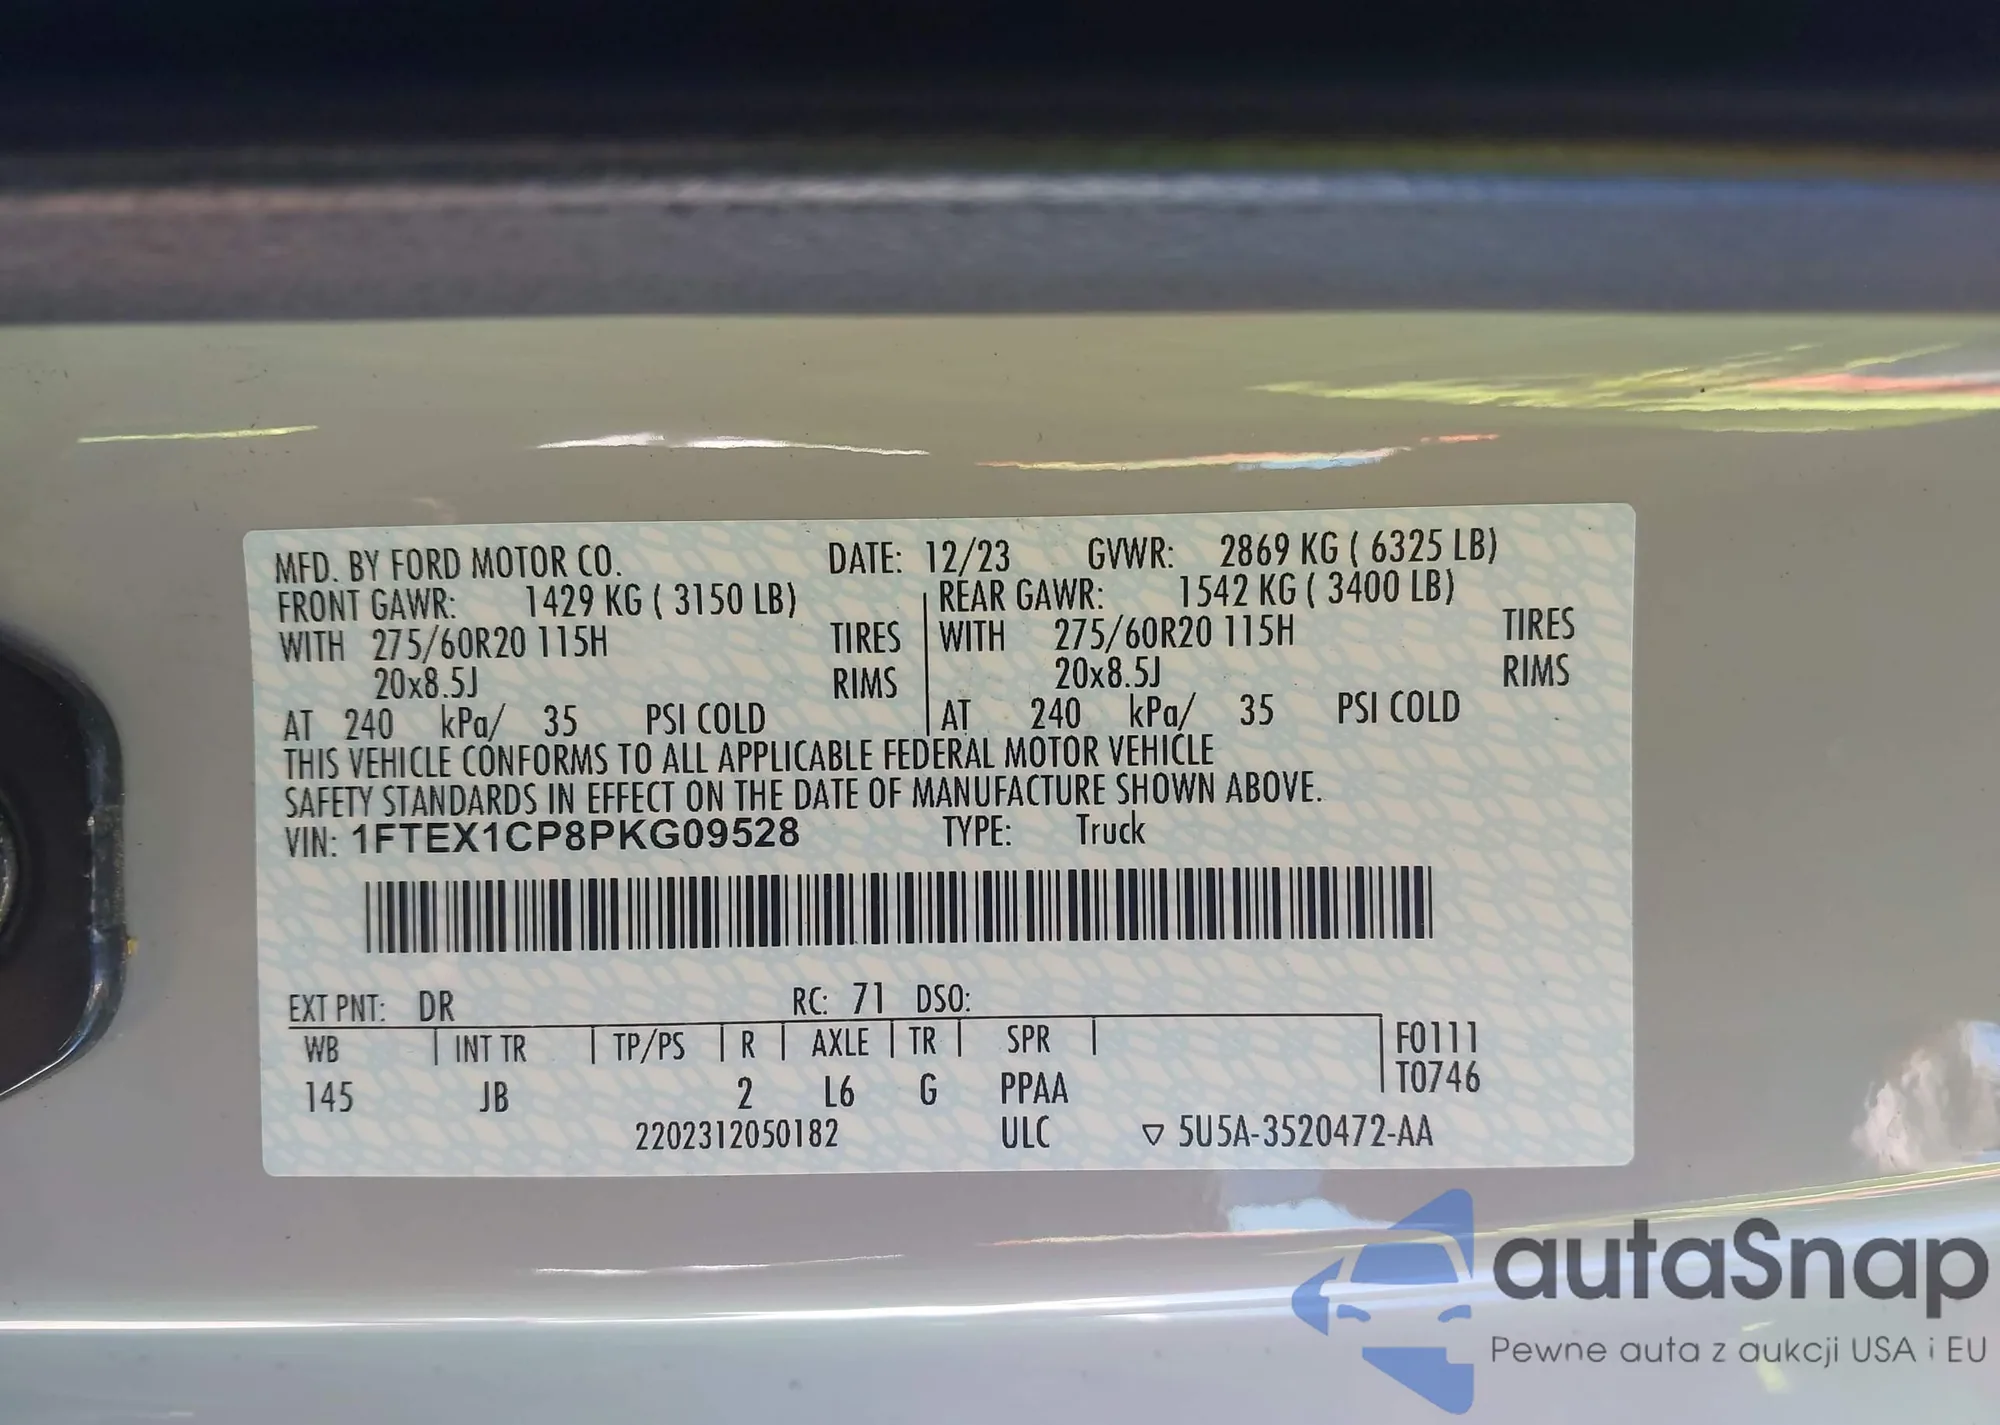 MFD. BY FORD MOTOR CO. DATE: 12/23 GVWR: 2869 KG ( 6325 LB)
FRONT GAWR: 1429 KG ( 3150 LB) REAR GAWR: 1542 KG ( 3400 LB)
WITH 275/60R20 115H TIRES WITH 275/60R20 115H TIRES
20x8.5J RIMS 20x8.5J RIMS
AT 240 kPa/ 35 PSI COLD AT 240 kPa/ 35 PSI COLD
THIS VEHICLE CONFORMS TO ALL APPLICABLE FEDERAL MOTOR VEHICLE
SAFETY STANDARDS IN EFFECT ON THE DATE OF MANUFACTURE SHOWN ABOVE.
VIN: 1FTEX1CP8PKG09528 TYPE: Truck
EXT PNT: DR RC: 71 DSO:
WB INT TR TP/PS R AXLE TR SPR F0111
145 JB 2 L6 G PPAA T0746
2202312050182 ULC ▽ 5U5A-3520472-AA
autaSnap
Pewne auta z aukcji USA i EU